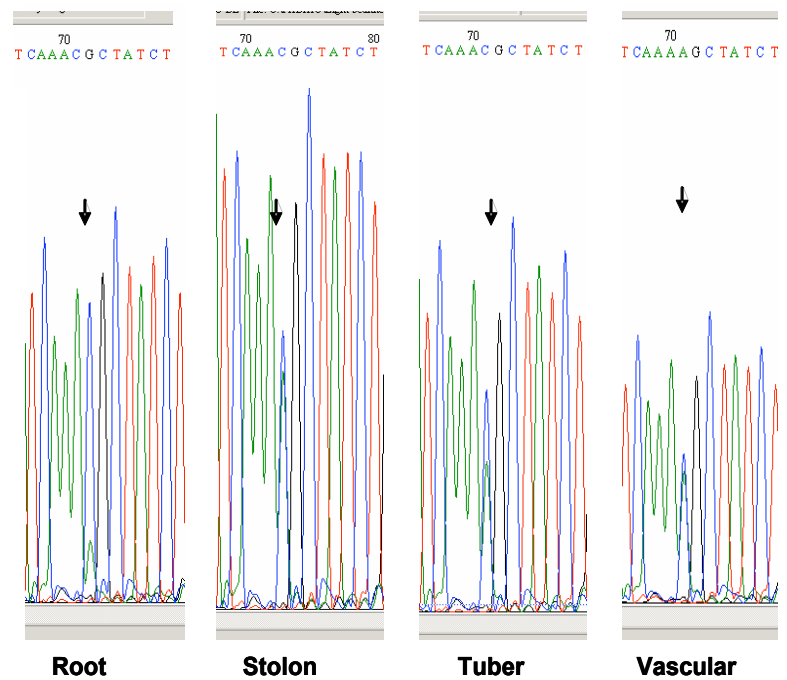 70
TCAAACGCTATCT
70 80
TCAAACGCTATCT
70
TCAAACGCTATCT
70
TCAAAAGCTATCT
Root Stolon Tuber Vascular